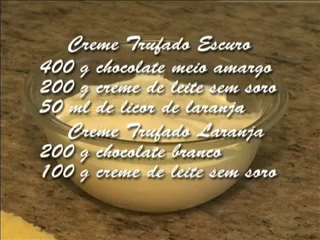 Creme Trufado Escuro
400 g chocolate meio amargo
200 g creme de leite sem soro
50 ml de licor de laranja
Creme Trufado Laranja
200 g chocolate branco
100 g creme de leite sem soro